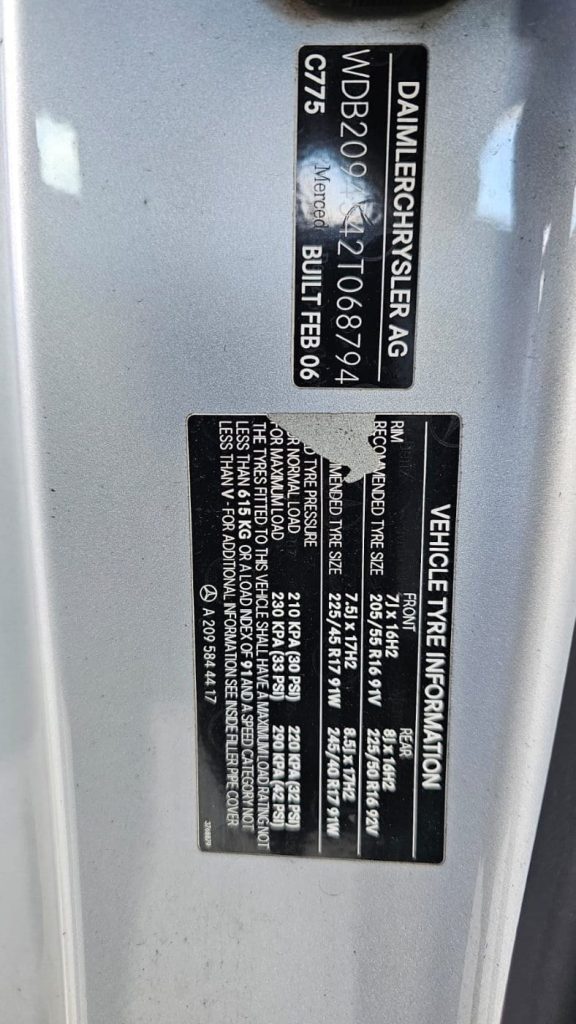 DAIMLERCHRYSLER AG
C775 Merced BUILT FEB 06
VEHICLE TYRE INFORMATION
FRONT REAR
RIM 7J x 16H2 8J x 16H2
RECOMMENDED TYRE SIZE 205/55 R16 91V 225/50 R16 92V
7.5J x 17H2 8.5J x 17H2
MENDED TYRE SIZE 225/45 R17 91W 245/40 R17 91W
D TYRE PRESSURE
OR NORMAL LOAD 210 KPA (30 PSI) 220 KPA (32 PSI)
FOR MAXIMUM LOAD 230 KPA (33 PSI) 290 KPA (42 PSI)
THE TYRES FITTED TO THIS VEHICLE SHALL HAVE A MAXIMUM LOAD RATING NOT
LESS THAN 615 KG OR A LOAD INDEX OF 91 AND A SPEED CATEGORY NOT
LESS THAN V - FOR ADDITIONAL INFORMATION SEE INSIDE FILLER PIPE COVER
A 209 584 44 17